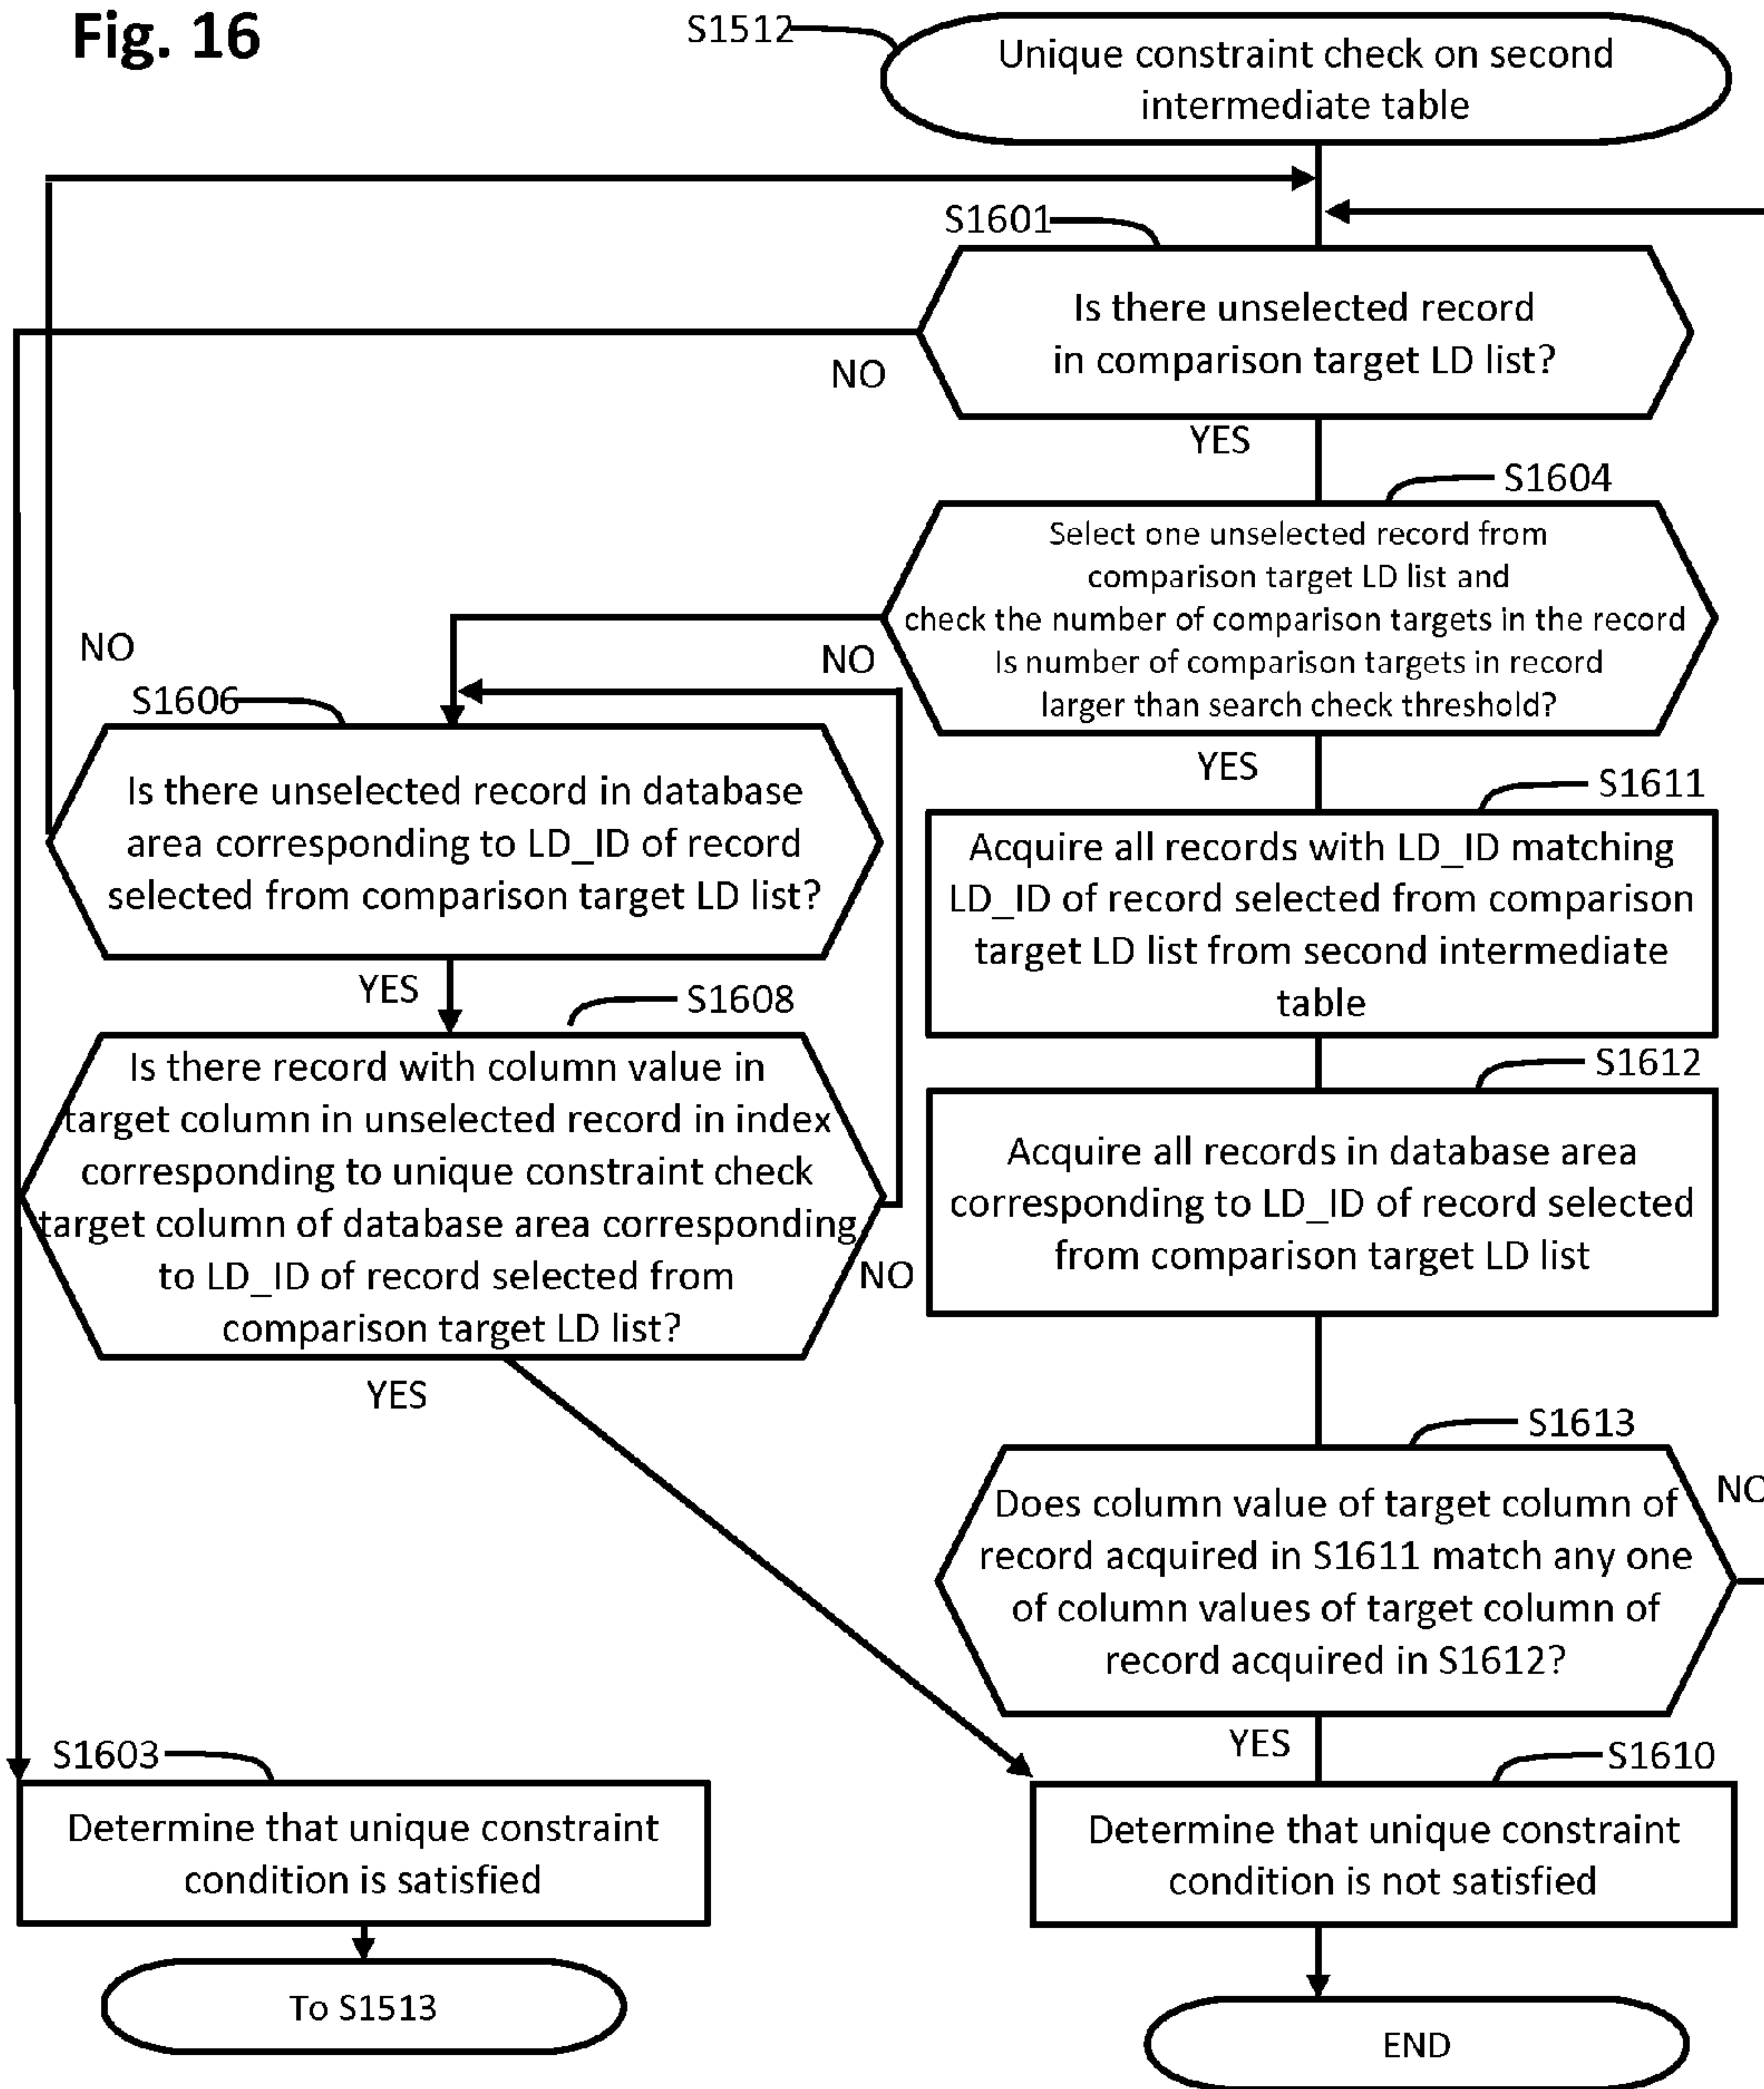 Fig. 16
S1512
Unique constraint check on second
intermediate table
S1601
Is there unselected record
in comparison target LD list?
NO
YES
S1604
Select one unselected record from
comparison target LD list and
check the number of comparison targets in the record
Is number of comparison targets in record
larger than search check threshold?
NO
NO
YES
S1606
Is there unselected record in database
area corresponding to LD_ID of record
selected from comparison target LD list?
YES
S1608
Is there record with column value in
target column in unselected record in index
corresponding to unique constraint check
target column of database area corresponding
to LD_ID of record selected from
comparison target LD list?
NO
YES
S1611
Acquire all records with LD_ID matching
LD_ID of record selected from comparison
target LD list from second intermediate
table
S1612
Acquire all records in database area
corresponding to LD_ID of record selected
from comparison target LD list
S1613
NO
Does column value of target column of
record acquired in S1611 match any one
of column values of target column of
record acquired in S1612?
YES
S1603
Determine that unique constraint
condition is satisfied
To S1513
S1610
Determine that unique constraint
condition is not satisfied
END